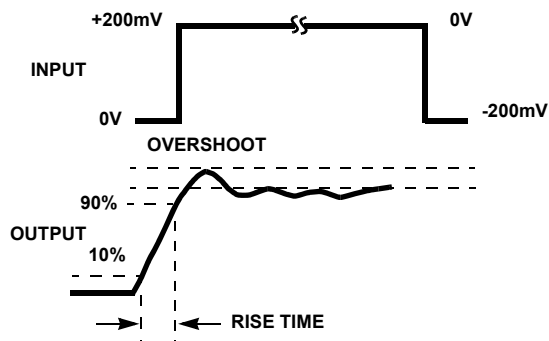 +200mV
0V
INPUT
0V
-200mV
OVERSHOOT
90%
OUTPUT
10%
RISE TIME